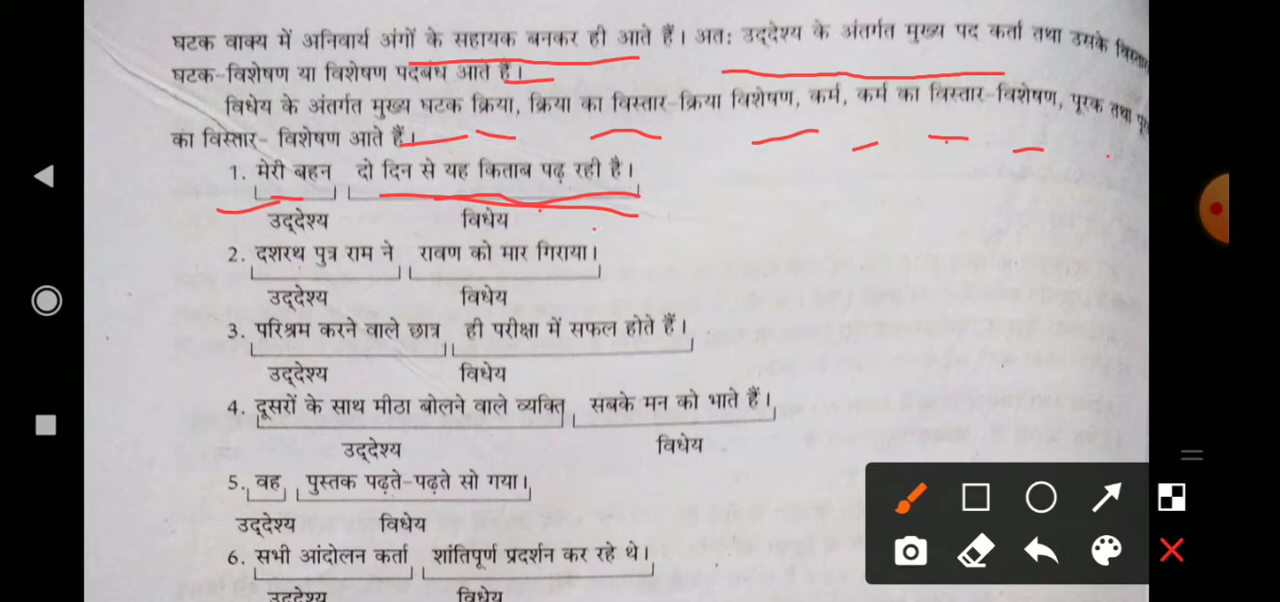 घटक वाक्य में अनिवार्य अंगों के सहायक बनकर ही आते हैं। अत: उद्देश्य के अंतर्गत मुख्य पद कर्ता तथा उसके
घटक-विशेषण या विशेषण पदबंध आते हैं।
विधेय के अंतर्गत मुख्य घटक क्रिया, क्रिया का विस्तार-क्रिया विशेषण, कर्म, कर्म का विस्तार-विशेषण, पूरक तथा
का विस्तार- विशेषण आते हैं।
1. मेरी बहन दो दिन से यह किताब पढ़ रही है।
उद्देश्य विधेय
2. दशरथ पुत्र राम ने रावण को मार गिराया।
उद्देश्य विधेय
3. परिश्रम करने वाले छात्र ही परीक्षा में सफल होते हैं।
उद्देश्य विधेय
4. दूसरों के साथ मीठा बोलने वाले व्यक्ति सबके मन को भाते हैं।
उद्देश्य विधेय
5. वह पुस्तक पढ़ते-पढ़ते सो गया।
उद्देश्य विधेय
6. सभी आंदोलन कर्ता शांतिपूर्ण प्रदर्शन कर रहे थे।
उद्देश्य विधेय